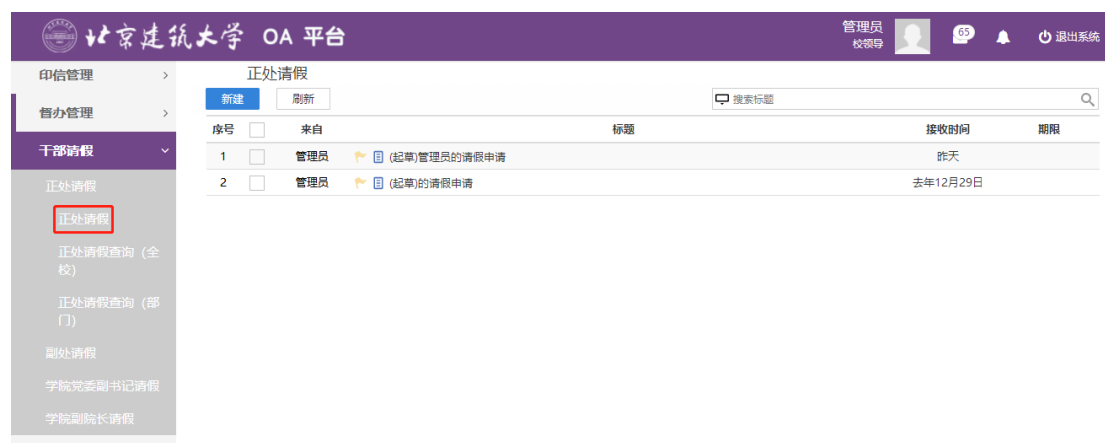 北京建筑大学 OA 平台
管理员
校领导
65
退出系统
印信管理
督办管理
干部请假
正处请假
正处请假
正处请假查询（全
校）
正处请假查询（部
门）
副处请假
学院党委副书记请假
学院副院长请假
正处请假
新建 刷新 搜索标题
序号 来自 标题 接收时间 期限
1 管理员 (起草)管理员的请假申请 昨天
2 管理员 (起草)的请假申请 去年12月29日